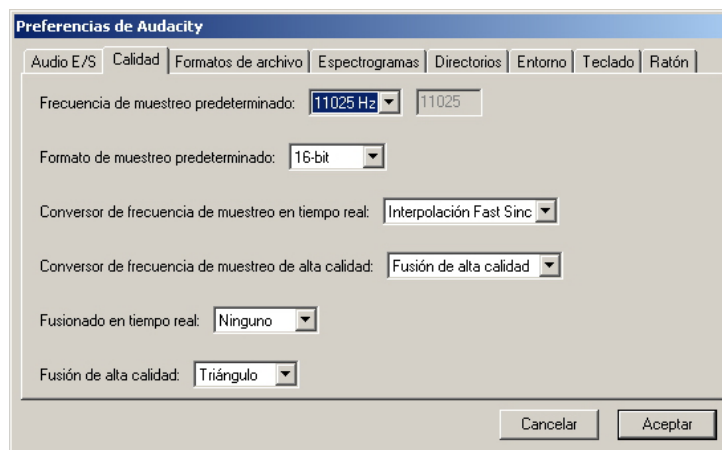 Preferencias de Audacity
Audio E/S Calidad Formatos de archivo Espectrogramas Directorios Entorno Teclado Ratón
Frecuencia de muestreo predeterminado: 11025 Hz 11025
Formato de muestreo predeterminado: 16-bit
Conversor de frecuencia de muestreo en tiempo real: Interpolación Fast Sinc
Conversor de frecuencia de muestreo de alta calidad: Fusión de alta calidad
Fusionado en tiempo real: Ninguno
Fusión de alta calidad: Triángulo
Cancelar Aceptar